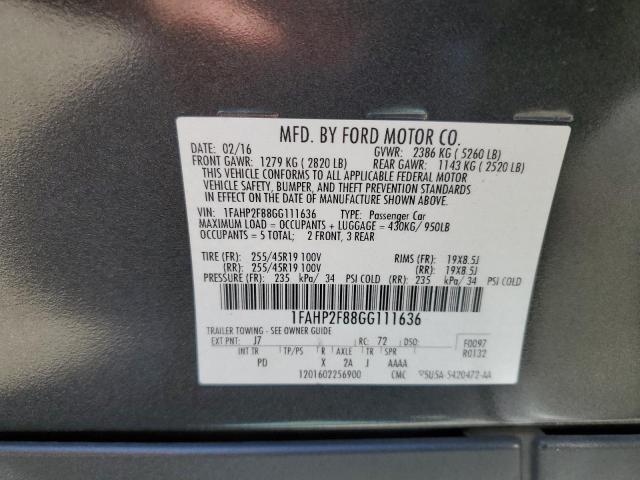 MFD. BY FORD MOTOR CO.
DATE: 02/16 GVWR: 2386 KG ( 5260 LB)
FRONT GAWR: 1279 KG ( 2820 LB) REAR GAWR: 1143 KG ( 2520 LB)
THIS VEHICLE CONFORMS TO ALL APPLICABLE FEDERAL MOTOR
VEHICLE SAFETY, BUMPER, AND THEFT PREVENTION STANDARDS
IN EFFECT ON THE DATE OF MANUFACTURE SHOWN ABOVE.
VIN: 1FAHP2F88GG111636 TYPE: Passenger Car
MAXIMUM LOAD = OCCUPANTS + LUGGAGE = 430KG/ 950LB
OCCUPANTS = 5 TOTAL; 2 FRONT, 3 REAR
TIRE (FR): 255/45R19 100V RIMS (FR): 19X8.5J
(RR): 255/45R19 100V (RR): 19X8.5J
PRESSURE (FR): 235 kPa/ 34 PSI COLD (RR): 235 kPa/ 34 PSI COLD
1FAHP2F88GG111636
TRAILER TOWING - SEE OWNER GUIDE
EXT PNT: J7 RC: 72 DSO: F0097
INT TR TP/PS R AXLE TR SPR R0132
PD X 2A J AAAA
1201602256900 CMC 5U5A-5420472-AA